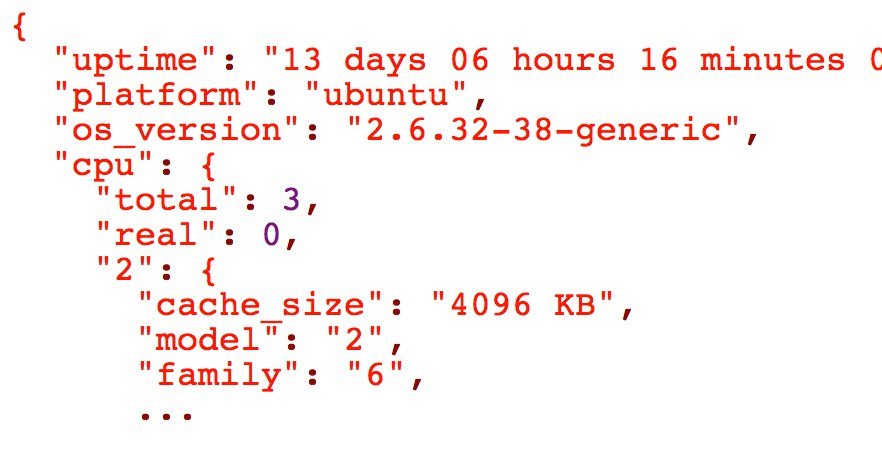 {
"uptime": "13 days 06 hours 16 minutes 0
"platform": "ubuntu",
"os_version": "2.6.32-38-generic",
"cpu": {
"total": 3,
"real": 0,
"2": {
"cache_size": "4096 KB",
"model": "2",
"family": "6",
...